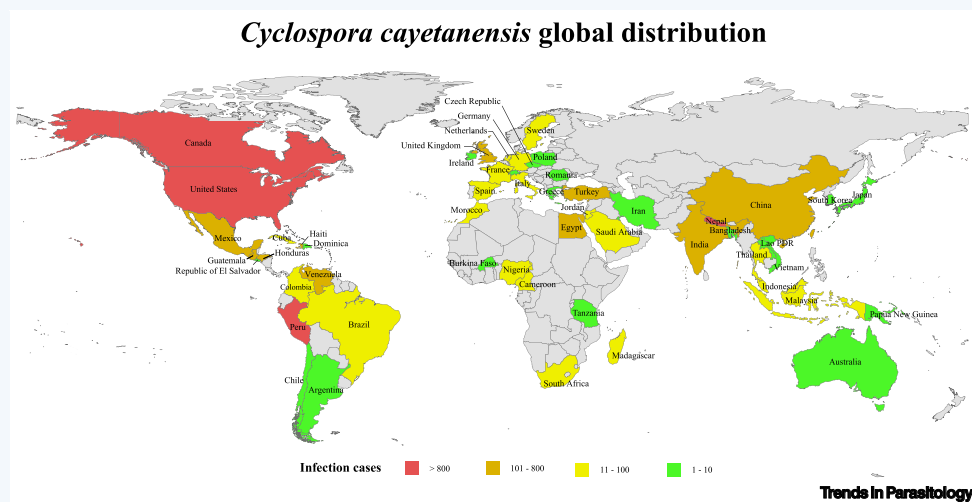 Cyclospora cayetanensis global distribution
Czech Republic
Germany
Netherlands
United Kingdom
Sweden
Ireland
Poland
France
Romania
Italy
Spain
Greece
Turkey
Morocco
Jordan
Iran
Egypt
Saudi Arabia
Canada
United States
Mexico
Cuba
Haiti
Dominica
Honduras
Guatemala
Republic of El Salvador
Venezuela
Colombia
Brazil
Peru
Chile
Argentina
Burkina Faso
Nigeria
Cameroon
Tanzania
Madagascar
South Africa
China
South Korea
Japan
Nepal
Bangladesh
India
Lao PDR
Thailand
Vietnam
Indonesia
Malaysia
Papua New Guinea
Australia
Infection cases > 800 101 - 800 11 - 100 1 - 10
Trends in Parasitology